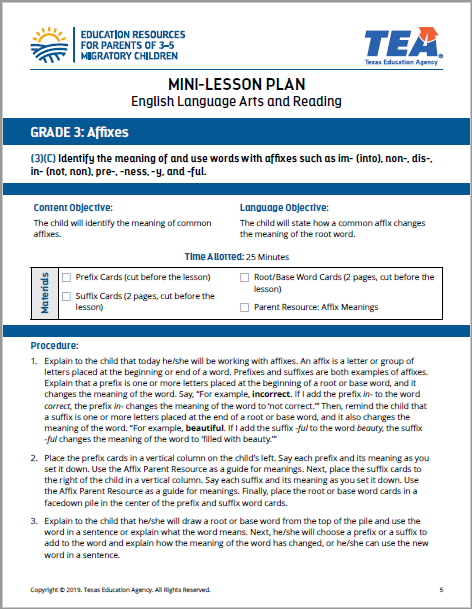 EDUCATION RESOURCES
FOR PARENTS OF 3–5
MIGRATORY CHILDREN
TEA®
Texas Education Agency
MINI-LESSON PLAN
English Language Arts and Reading
GRADE 3: Affixes
(3)(C) Identify the meaning of and use words with affixes such as im- (into), non-, dis-,
in- (not, non), pre-, -ness, -y, and -ful.
Content Objective:
The child will identify the meaning of common
affixes.
Language Objective:
The child will state how a common affix changes
the meaning of the root word.
Time Allotted: 25 Minutes
Materials
Prefix Cards (cut before the lesson)
Suffix Cards (2 pages, cut before the
lesson)
Root/Base Word Cards (2 pages, cut before the
lesson)
Parent Resource: Affix Meanings
Procedure:
1. Explain to the child that today he/she will be working with affixes. An affix is a letter or group of
letters placed at the beginning or end of a word. Prefixes and suffixes are both examples of affixes.
Explain that a prefix is one or more letters placed at the beginning of a root or base word, and it
changes the meaning of the word. Say, “For example, incorrect. If I add the prefix in- to the word
correct, the prefix in- changes the meaning of the word to ‘not correct.’” Then, remind the child that
a suffix is one or more letters placed at the end of a root or base word, and it also changes the
meaning of the word. “For example, beautiful. If I add the suffix -ful to the word beauty, the suffix
-ful changes the meaning of the word to ‘filled with beauty.’”
2. Place the prefix cards in a vertical column on the child’s left. Say each prefix and its meaning as you
set it down. Use the Affix Parent Resource as a guide for meanings. Next, place the suffix cards to
the right of the child in a vertical column. Say each suffix and its meaning as you set it down. Use
the Affix Parent Resource as a guide for meanings. Finally, place the root or base word cards in a
facedown pile in the center of the prefix and suffix word cards.
3. Explain to the child that he/she will draw a root or base word from the top of the pile and use the
word in a sentence or explain what the word means. Next, he/she will choose a prefix or a suffix to
add to the word and explain how the meaning of the word has changed, or he/she can use the new
word in a sentence.
Copyright © 2019. Texas Education Agency. All Rights Reserved.
5